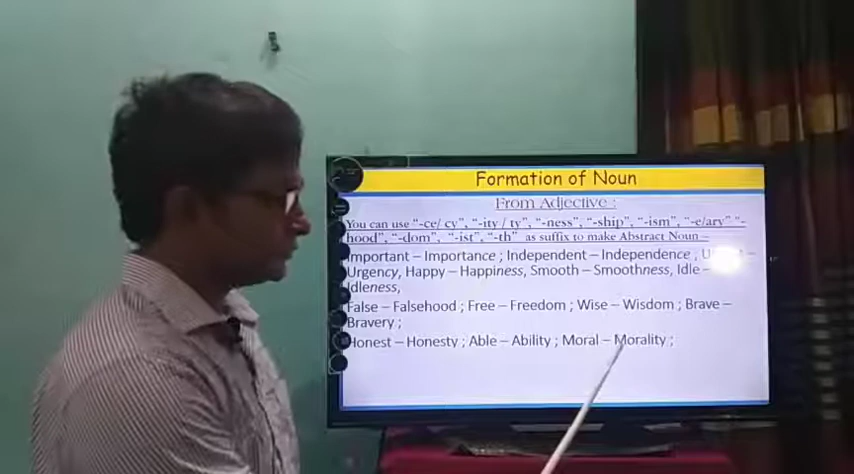 Formation of Noun
From Adjective :
You can use "-ce/ cy", "-ity / ty", "-ness", "-ship", "-ism", "-e/ary" "-
hood", "-dom", "-ist", "-th" as suffix to make Abstract Noun –
Important – Importance ; Independent – Independence ;
Urgency, Happy – Happiness, Smooth – Smoothness, Idle –
Idleness,
False – Falsehood ; Free – Freedom ; Wise – Wisdom ; Brave –
Bravery ;
Honest – Honesty ; Able – Ability ; Moral – Morality ;